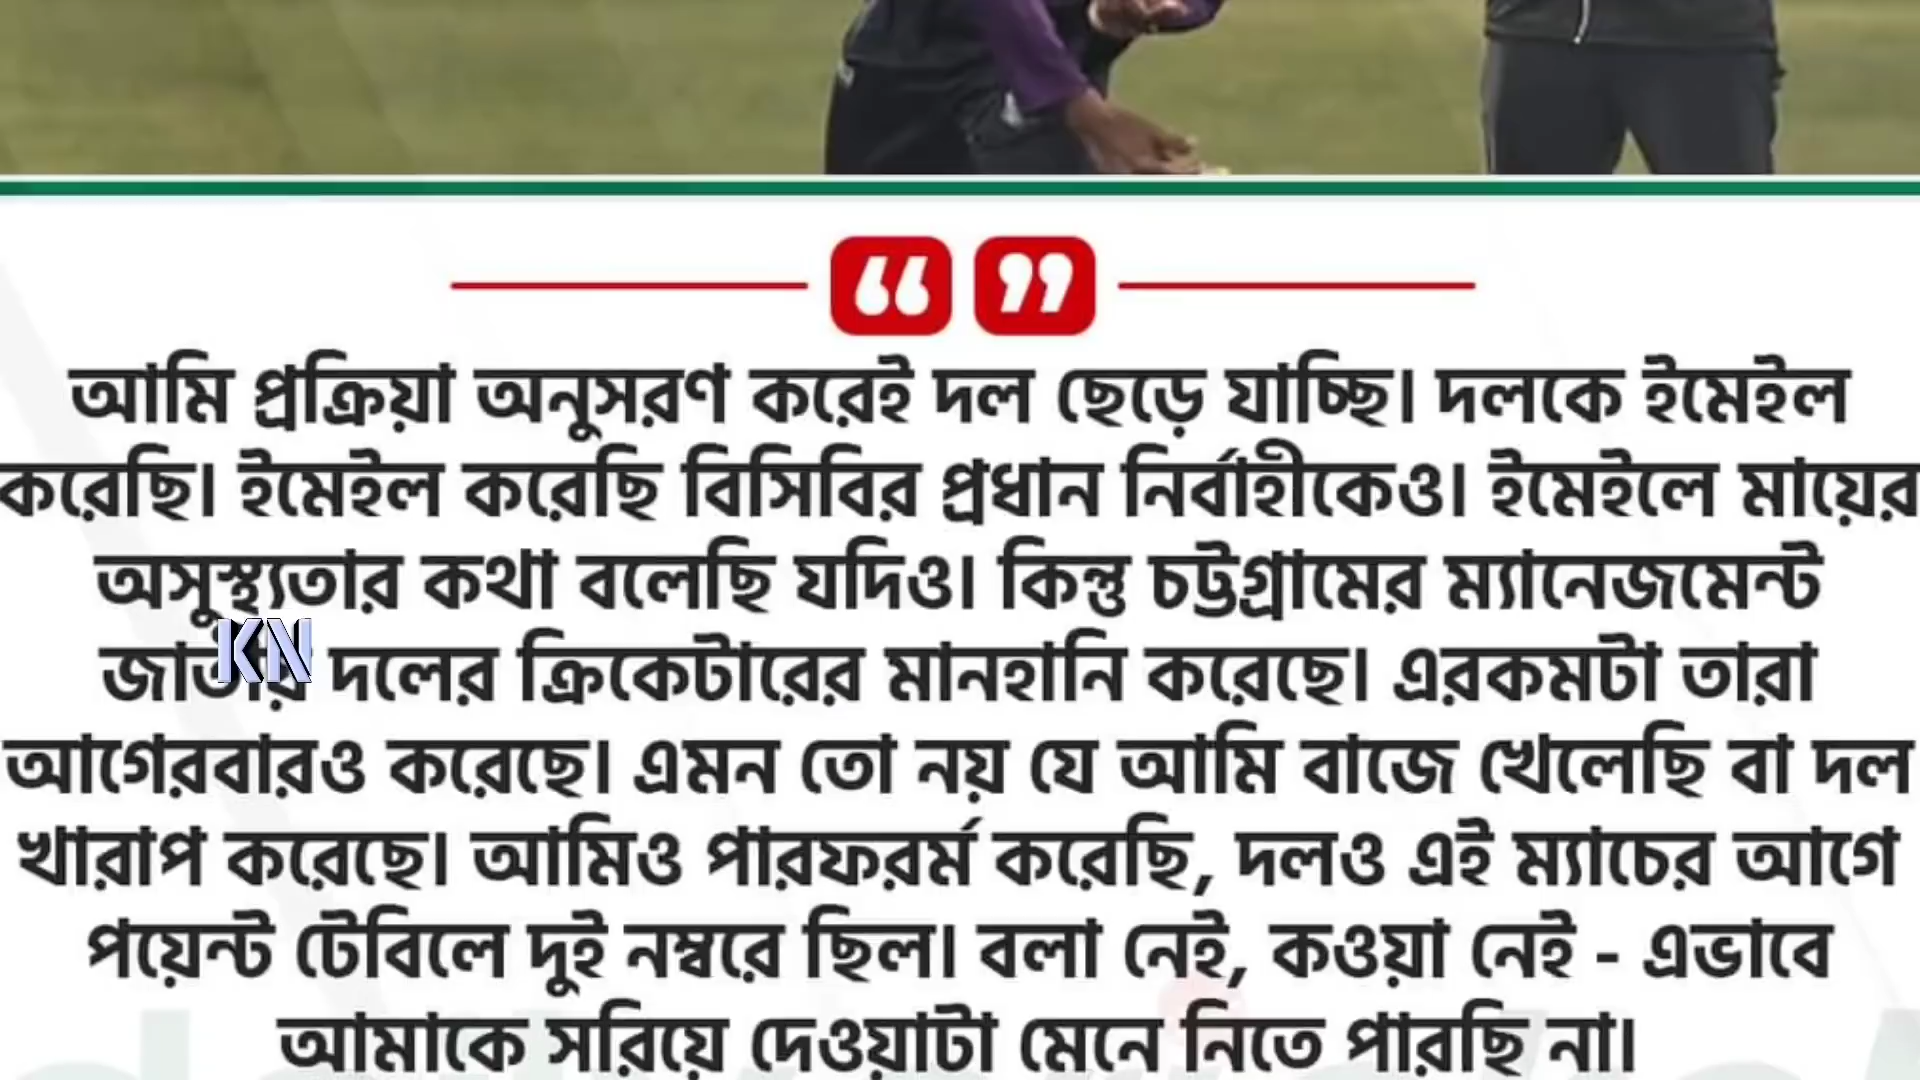 “ ”
আমি প্রক্রিয়া অনুসরণ করেই দল ছেড়ে যাচ্ছি। দলকে ইমেইল
করেছি। ইমেইল করেছি বিসিবির প্রধান নির্বাহীকেও। ইমেইলে মায়ের
অসুস্থ্যতার কথা বলেছি যদিও। কিন্তু চট্টগ্রামের ম্যানেজমেন্ট
KN
জাতীয় দলের ক্রিকেটারের মানহানি করেছে। এরকমটা তারা
আগেরবারও করেছে। এমন তো নয় যে আমি বাজে খেলেছি বা দল
খারাপ করেছে। আমিও পারফরর্ম করেছি, দলও এই ম্যাচের আগে
পয়েন্ট টেবিলে দুই নম্বরে ছিল। বলা নেই, কওয়া নেই - এভাবে
আমাকে সরিয়ে দেওয়াটা মেনে নিতে পারছি না।